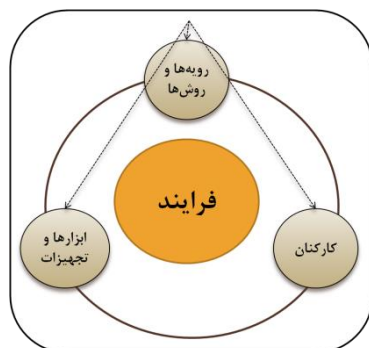 رویه‌ها و
روش‌ها
فرایند
ابزارها و
تجهیزات
کارکنان